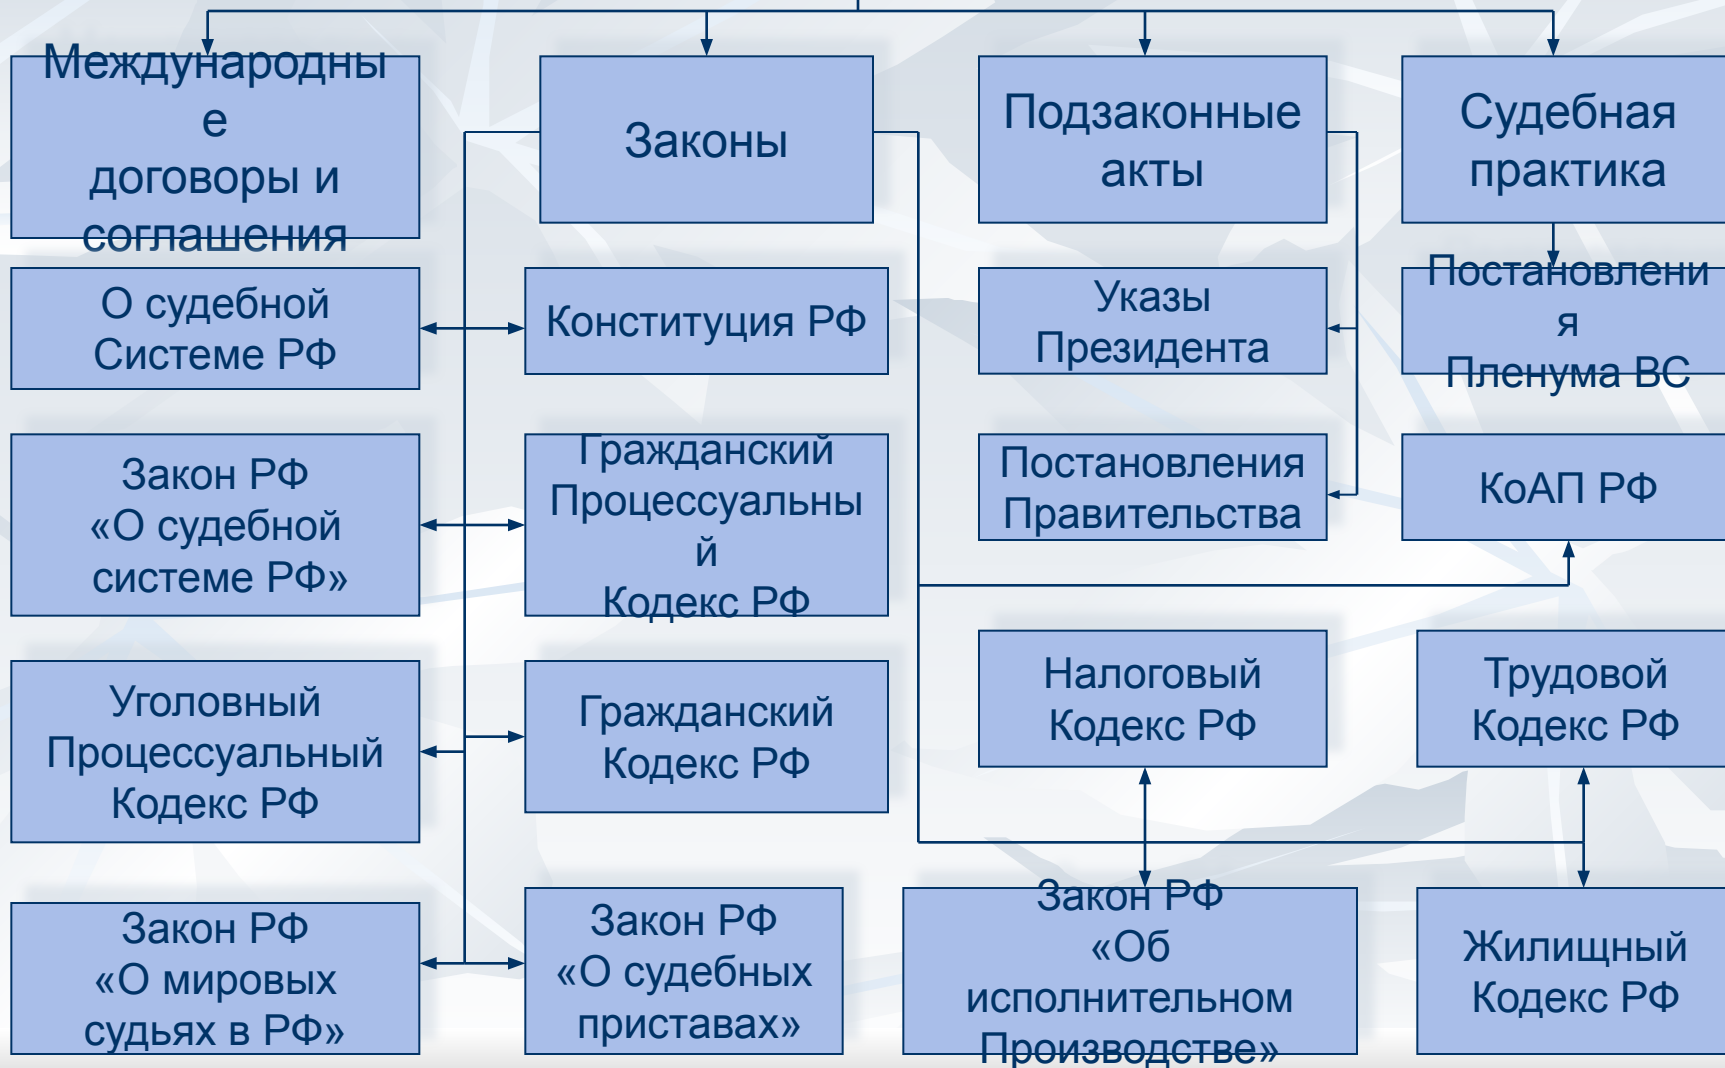 Международны
е
договоры и
соглашения
Законы
Подзаконные
акты
Судебная
практика
О судебной
Системе РФ
Конституция РФ
Указы
Президента
Постановлени
я
Пленума ВС
Закон РФ
«О судебной
системе РФ»
Гражданский
Процессуальны
й
Кодекс РФ
Постановления
Правительства
КоАП РФ
Уголовный
Процессуальный
Кодекс РФ
Гражданский
Кодекс РФ
Налоговый
Кодекс РФ
Трудовой
Кодекс РФ
Закон РФ
«О мировых
судьях в РФ»
Закон РФ
«О судебных
приставах»
Закон РФ
«Об
исполнительном
Производстве»
Жилищный
Кодекс РФ